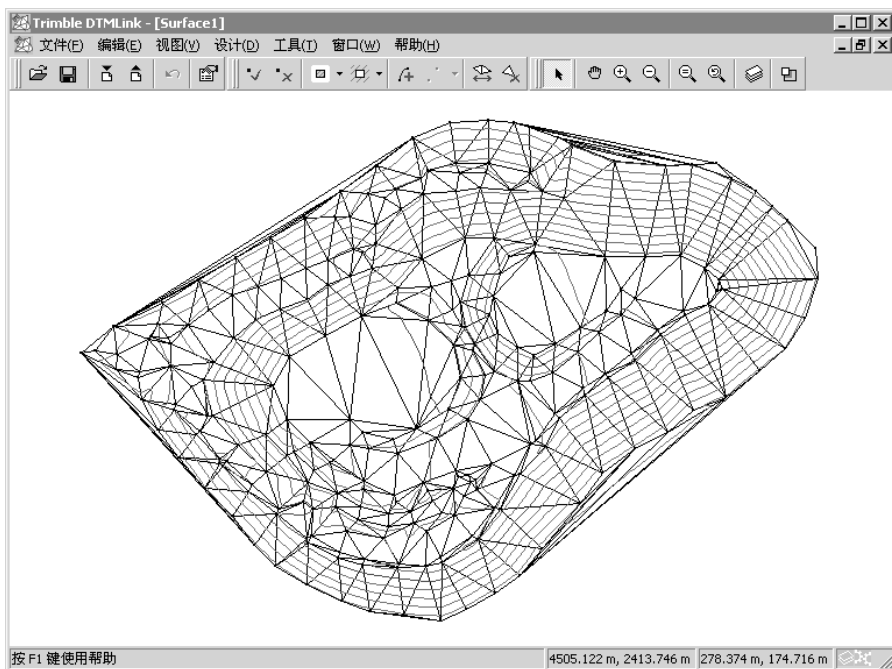 Trimble DTMLink - [Surface1]
文件(F) 编辑(E) 视图(V) 设计(D) 工具(T) 窗口(W) 帮助(H)
按 F1 键使用帮助 4505.122 m, 2413.746 m 278.374 m, 174.716 m